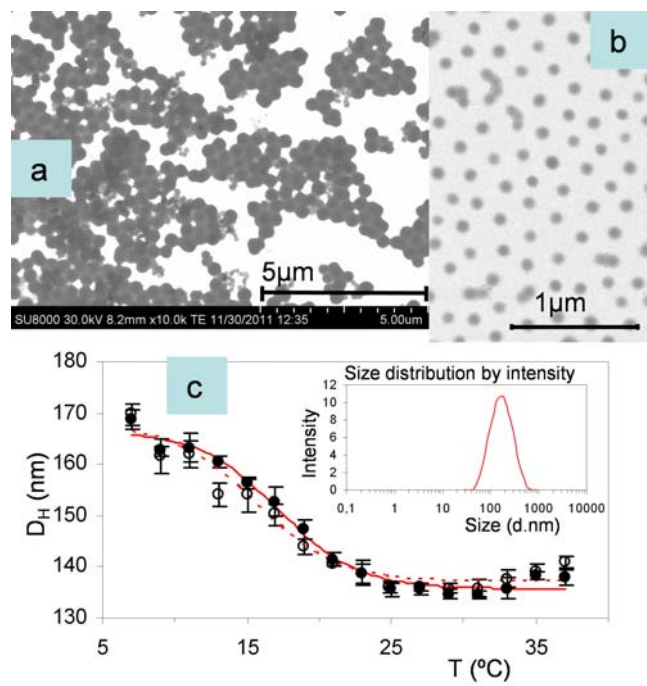 a
b
5µm
1µm
SU8000 30.0kV 8.2mm x10.0k TE 11/30/2011 12:35
5.00um
c
Size distribution by intensity
Intensity
12
10
8
6
4
2
0
0,1 1 10 100 1000 10000
Size (d.nm)
D_H (nm)
180
170
160
150
140
130
5 15 25 35
T (ºC)